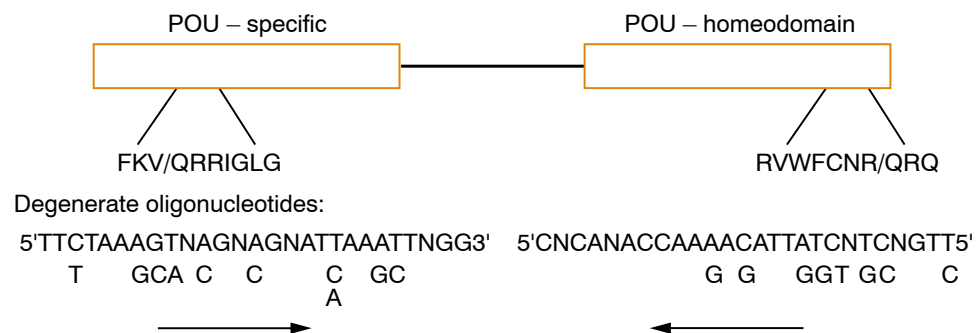 POU – specific
POU – homeodomain
FKV/QRRIGLG
RVWFCNR/QRQ
Degenerate oligonucleotides:
5'TTCTAAAGTNAGNAGNATTAAATTNGG3'
5'CNCANACCAAAACATTATCNTCNGTT5'
T GCA C C C GC
G G GGT GC C
A